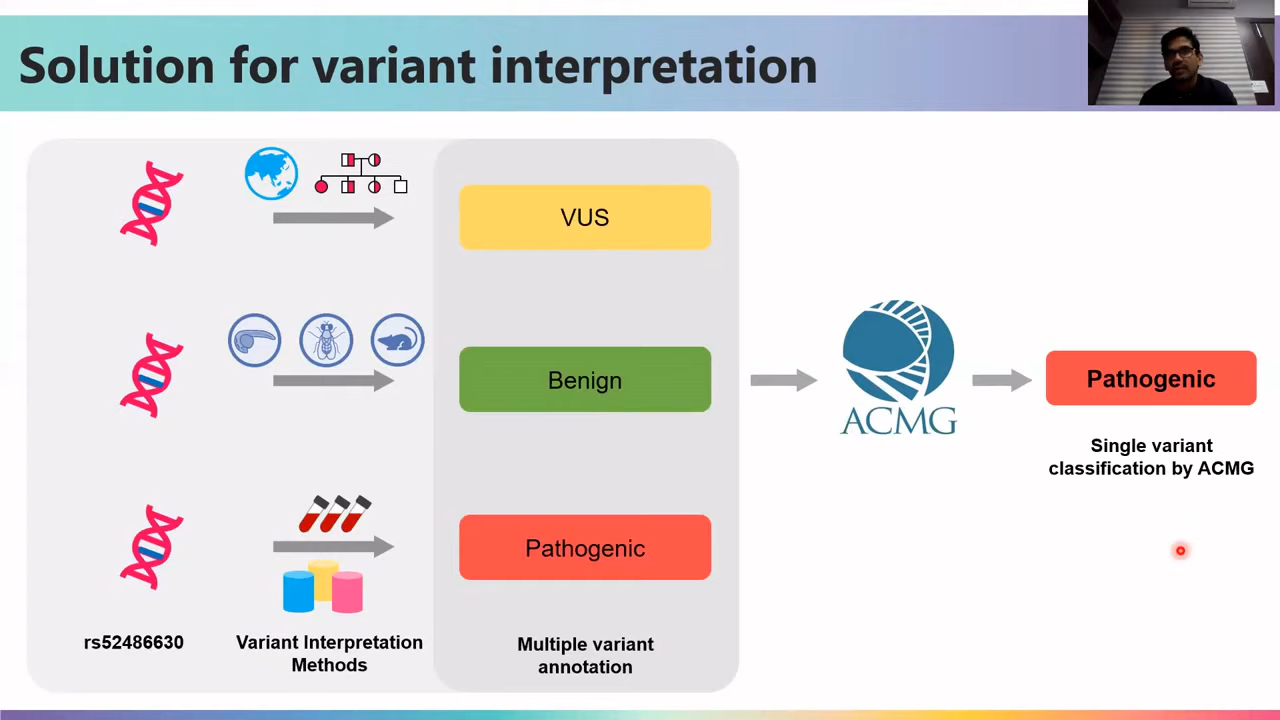 Solution for variant interpretation
VUS
Benign
Pathogenic
rs52486630
Variant Interpretation
Methods
Multiple variant
annotation
ACMG
Pathogenic
Single variant
classification by ACMG